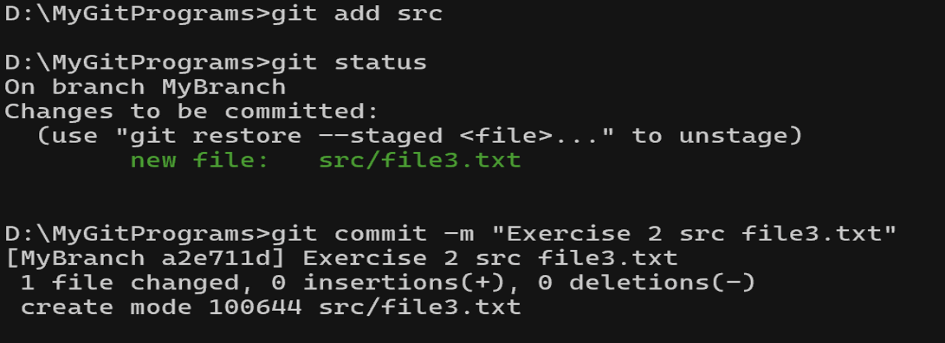 D:\MyGitPrograms>git add src
D:\MyGitPrograms>git status
On branch MyBranch
Changes to be committed:
  (use "git restore --staged <file>..." to unstage)
        new file:   src/file3.txt
D:\MyGitPrograms>git commit -m "Exercise 2 src file3.txt"
[MyBranch a2e711d] Exercise 2 src file3.txt
 1 file changed, 0 insertions(+), 0 deletions(-)
 create mode 100644 src/file3.txt